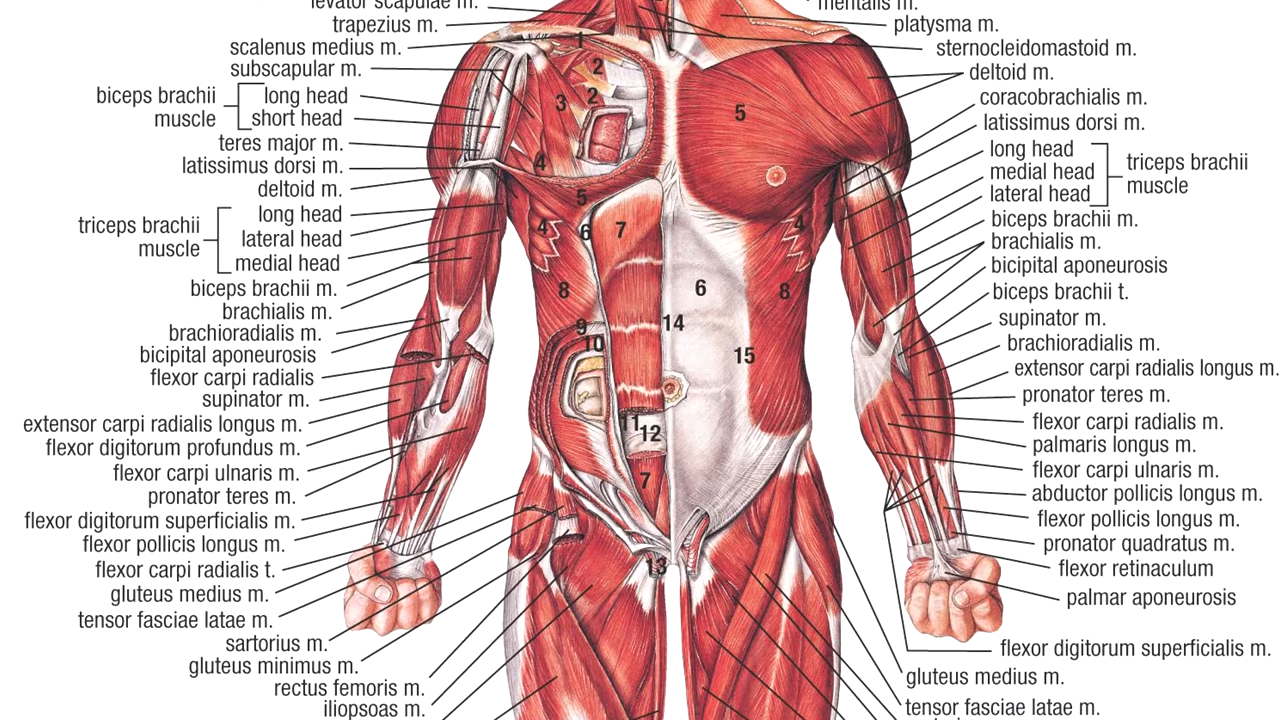 levator scapulae m.
trapezius m.
scalenus medius m.
subscapular m.
biceps brachii
muscle
long head
short head
teres major m.
latissimus dorsi m.
deltoid m.
triceps brachii
muscle
long head
lateral head
medial head
biceps brachii m.
brachialis m.
brachioradialis m.
bicipital aponeurosis
flexor carpi radialis
supinator m.
extensor carpi radialis longus m.
flexor digitorum profundus m.
flexor carpi ulnaris m.
pronator teres m.
flexor digitorum superficialis m.
flexor pollicis longus m.
flexor carpi radialis t.
gluteus medius m.
tensor fasciae latae m.
sartorius m.
gluteus minimus m.
rectus femoris m.
iliopsoas m.
1
2
2
3
4
5
5
4
6
7
4
8
6
8
9
10
14
15
11
12
7
13
mentalis m.
platysma m.
sternocleidomastoid m.
deltoid m.
coracobrachialis m.
latissimus dorsi m.
long head
medial head
lateral head
triceps brachii
muscle
biceps brachii m.
brachialis m.
bicipital aponeurosis
biceps brachii t.
supinator m.
brachioradialis m.
extensor carpi radialis longus m.
pronator teres m.
flexor carpi radialis m.
palmaris longus m.
flexor carpi ulnaris m.
abductor pollicis longus m.
flexor pollicis longus m.
pronator quadratus m.
flexor retinaculum
palmar aponeurosis
flexor digitorum superficialis m.
gluteus medius m.
tensor fasciae latae m.